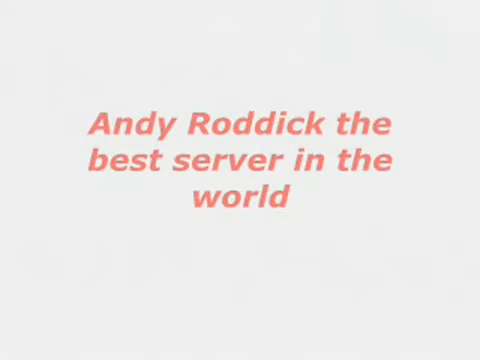 Andy Roddick the
best server in the
world